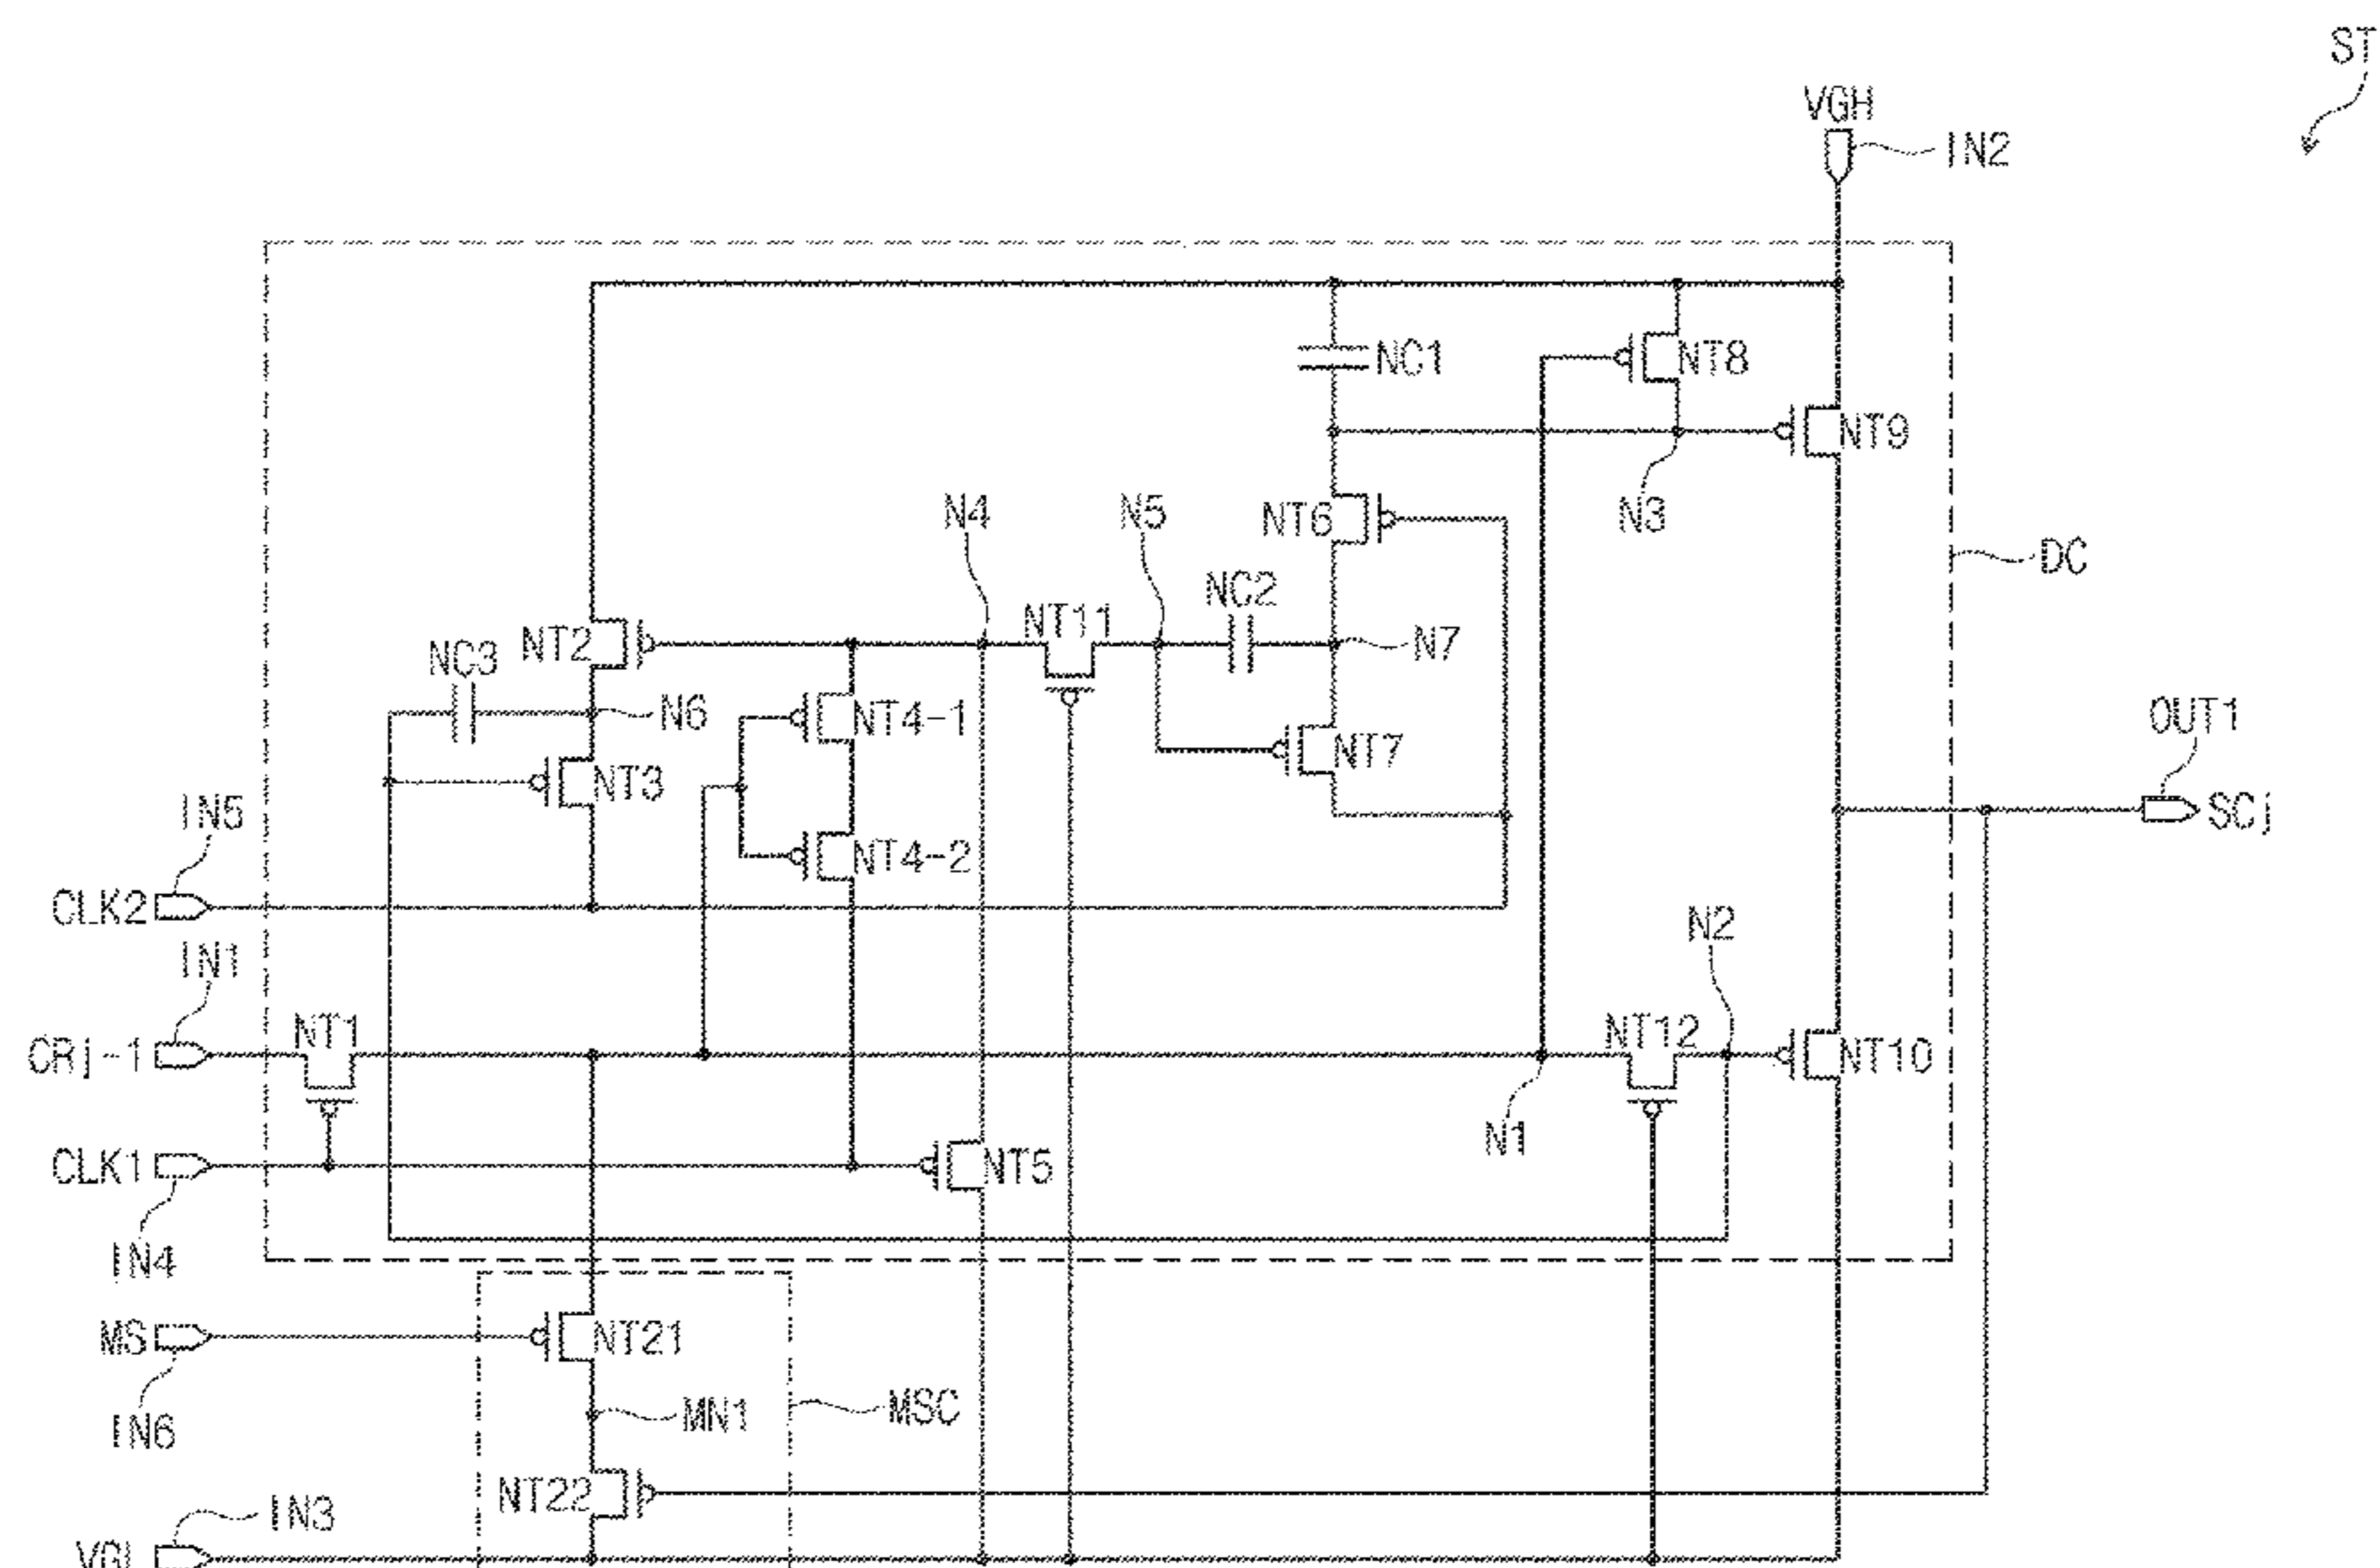 ST
VGH
IN2
NC1
NT8
NT9
N4
N5
NT6
N3
DC
NC2
NT11
NT2
NC3
N7
N6
NT4-1
NT7
OUT1
NT3
IN5
SCj
NT4-2
CLK2
N2
IN1
NT1
NT12
CRj-1
NT10
N1
CLK1
NT5
IN4
MS
NT21
MN1
MSC
IN6
NT22
IN3
VGL